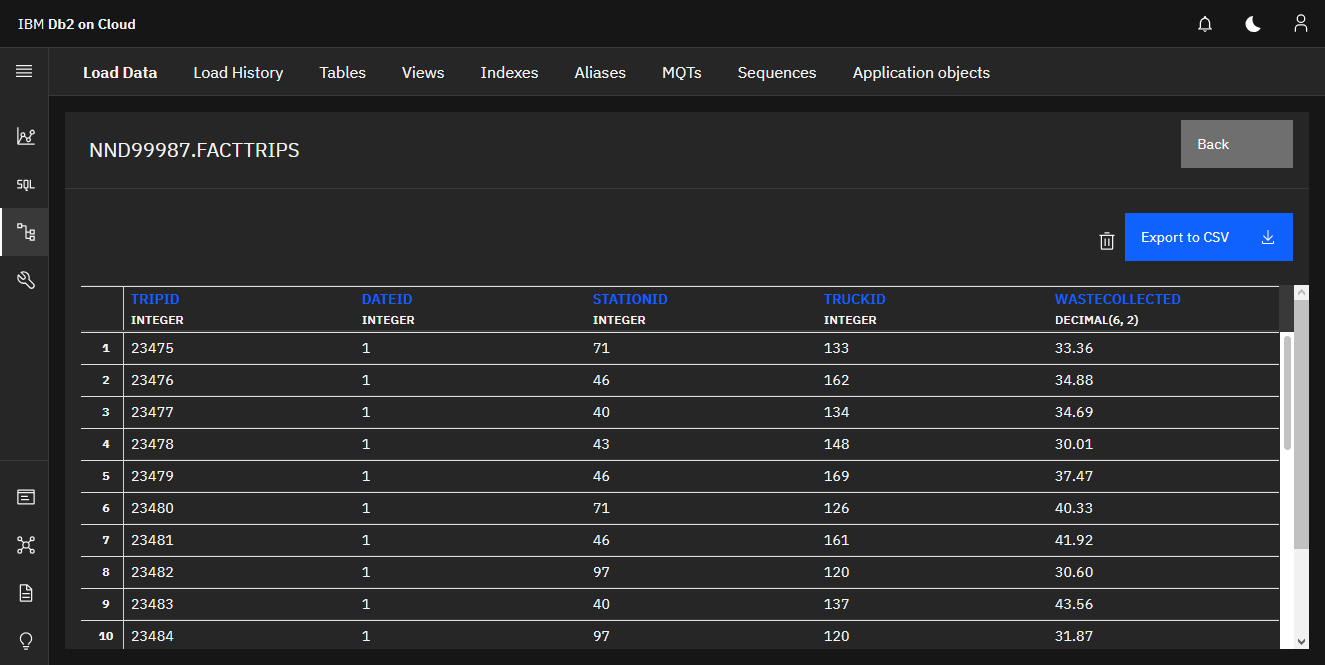 IBM Db2 on Cloud
Load Data Load History Tables Views Indexes Aliases MQTs Sequences Application objects
SQL
NND99987.FACTTRIPS
Back
Export to CSV
TRIPID DATEID STATIONID TRUCKID WASTECOLLECTED
INTEGER INTEGER INTEGER INTEGER DECIMAL(6, 2)
1 23475 1 71 133 33.36
2 23476 1 46 162 34.88
3 23477 1 40 134 34.69
4 23478 1 43 148 30.01
5 23479 1 46 169 37.47
6 23480 1 71 126 40.33
7 23481 1 46 161 41.92
8 23482 1 97 120 30.60
9 23483 1 40 137 43.56
10 23484 1 97 120 31.87